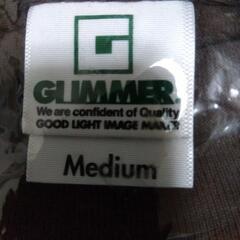 G
GLIMMER.
We are confident of Quality
GOOD LIGHT IMAGE MAKER
Medium